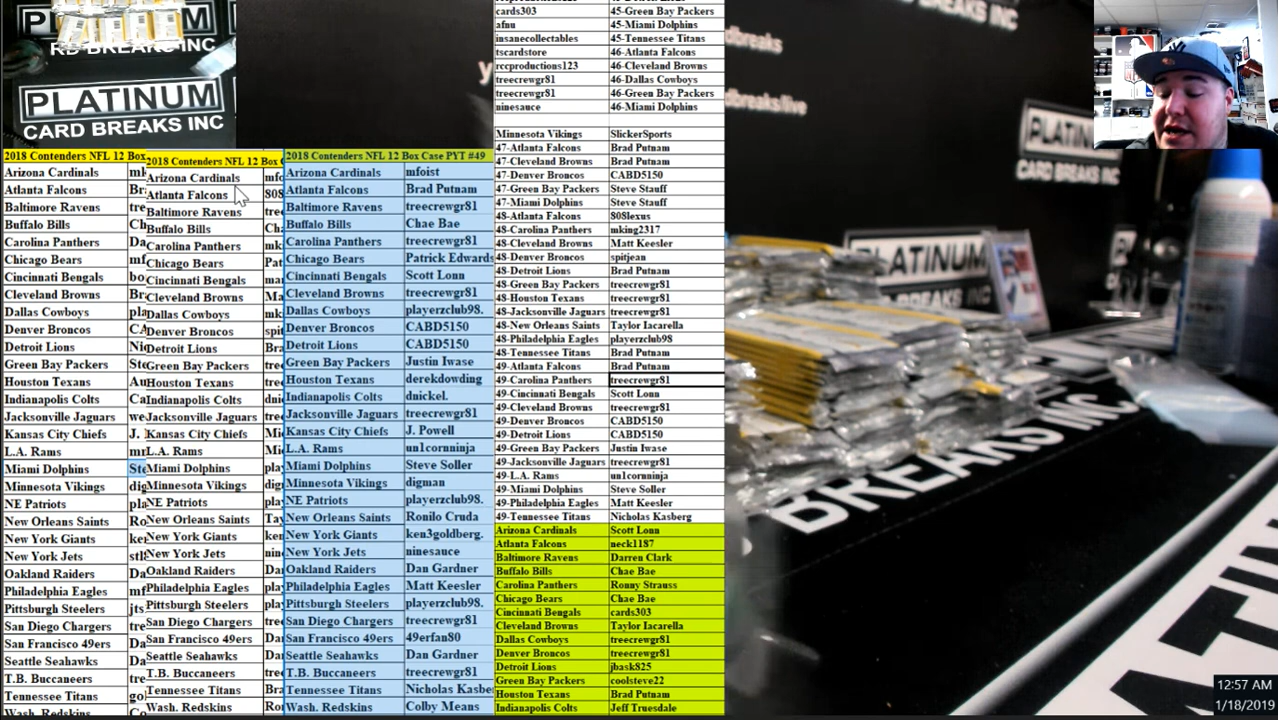 RD BREAKS INC
PLATINUM
CARD BREAKS INC
2018 Contenders NFL 12 Box
Arizona Cardinals
Atlanta Falcons
Baltimore Ravens
Buffalo Bills
Carolina Panthers
Chicago Bears
Cincinnati Bengals
Cleveland Browns
Dallas Cowboys
Denver Broncos
Detroit Lions
Green Bay Packers
Houston Texans
Indianapolis Colts
Jacksonville Jaguars
Kansas City Chiefs
L.A. Rams
Miami Dolphins
Minnesota Vikings
NE Patriots
New Orleans Saints
New York Giants
New York Jets
Oakland Raiders
Philadelphia Eagles
Pittsburgh Steelers
San Diego Chargers
San Francisco 49ers
Seattle Seahawks
T.B. Buccaneers
Tennessee Titans
Wash. Redskins
2018 Contenders NFL 12 Box
Arizona Cardinals
Atlanta Falcons
Baltimore Ravens
Buffalo Bills
Carolina Panthers
Chicago Bears
Cincinnati Bengals
Cleveland Browns
Dallas Cowboys
Denver Broncos
Detroit Lions
Green Bay Packers
Houston Texans
Indianapolis Colts
Jacksonville Jaguars
Kansas City Chiefs
L.A. Rams
Miami Dolphins
Minnesota Vikings
NE Patriots
New Orleans Saints
New York Giants
New York Jets
Oakland Raiders
Philadelphia Eagles
Pittsburgh Steelers
San Diego Chargers
San Francisco 49ers
Seattle Seahawks
T.B. Buccaneers
Tennessee Titans
Wash. Redskins
2018 Contenders NFL 12 Box Case PYT #49
Arizona Cardinals mfoist
Atlanta Falcons Brad Putnam
Baltimore Ravens treecrewgr81
Buffalo Bills Chae Bae
Carolina Panthers treecrewgr81
Chicago Bears Patrick Edwards
Cincinnati Bengals Scott Lonn
Cleveland Browns treecrewgr81
Dallas Cowboys playerzclub98.
Denver Broncos CABD5150
Detroit Lions CABD5150
Green Bay Packers Justin Iwase
Houston Texans derekdowding
Indianapolis Colts dnickel.
Jacksonville Jaguars treecrewgr81
Kansas City Chiefs J. Powell
L.A. Rams un1cornninja
Miami Dolphins Steve Soller
Minnesota Vikings digman
NE Patriots playerzclub98.
New Orleans Saints Ronilo Cruda
New York Giants ken3goldberg.
New York Jets ninesauce
Oakland Raiders Dan Gardner
Philadelphia Eagles Matt Keesler
Pittsburgh Steelers playerzclub98.
San Diego Chargers treecrewgr81
San Francisco 49ers 49erfan80
Seattle Seahawks Dan Gardner
T.B. Buccaneers treecrewgr81
Tennessee Titans Nicholas Kasbe
Wash. Redskins Colby Means
cards303 45-Green Bay Packers
afnu 45-Miami Dolphins
insanecollectables 45-Tennessee Titans
tscardstore 46-Atlanta Falcons
rccproductions123 46-Cleveland Browns
treecrewgr81 46-Dallas Cowboys
treecrewgr81 46-Green Bay Packers
ninesauce 46-Miami Dolphins
Minnesota Vikings SlickerSports
47-Atlanta Falcons Brad Putnam
47-Cleveland Browns Brad Putnam
47-Denver Broncos CABD5150
47-Green Bay Packers Steve Stauff
47-Miami Dolphins Steve Stauff
48-Atlanta Falcons 808lexus
48-Carolina Panthers mking2317
48-Cleveland Browns Matt Keesler
48-Denver Broncos spitjean
48-Detroit Lions Brad Putnam
48-Green Bay Packers treecrewgr81
48-Houston Texans treecrewgr81
48-Jacksonville Jaguars treecrewgr81
48-New Orleans Saints Taylor Iacarella
48-Philadelphia Eagles playerzclub98
48-Tennessee Titans Brad Putnam
49-Atlanta Falcons Brad Putnam
49-Carolina Panthers treecrewgr81
49-Cincinnati Bengals Scott Lonn
49-Cleveland Browns treecrewgr81
49-Denver Broncos CABD5150
49-Detroit Lions CABD5150
49-Green Bay Packers Justin Iwase
49-Jacksonville Jaguars treecrewgr81
49-L.A. Rams un1cornninja
49-Miami Dolphins Steve Soller
49-Philadelphia Eagles Matt Keesler
49-Tennessee Titans Nicholas Kasberg
Arizona Cardinals Scott Lonn
Atlanta Falcons neck1187
Baltimore Ravens Darren Clark
Buffalo Bills Chae Bae
Carolina Panthers Ronny Strauss
Chicago Bears Chae Bae
Cincinnati Bengals cards303
Cleveland Browns Taylor Iacarella
Dallas Cowboys treecrewgr81
Denver Broncos treecrewgr81
Detroit Lions jbask825
Green Bay Packers coolsteve22
Houston Texans Brad Putnam
Indianapolis Colts Jeff Truesdale
BREAKS INC
dbreaks
dbreaks/live
PLATINUM
CARD BREAKS INC
PLATINUM
BREAKS INC
12:57 AM
1/18/2019